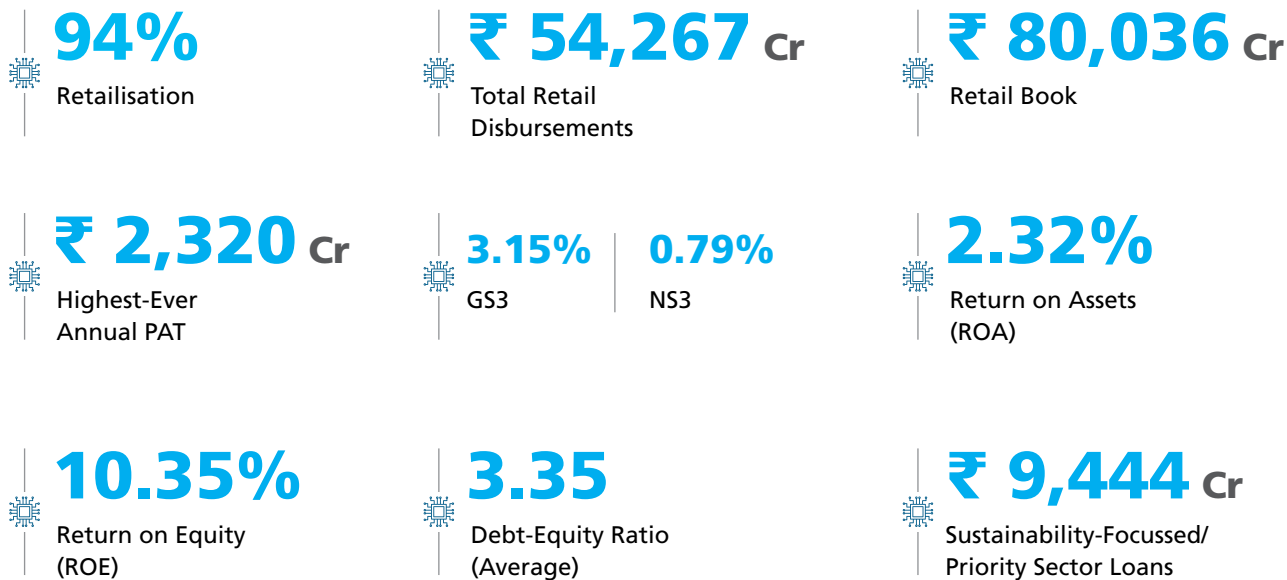 94%
Retailisation
₹ 54,267 Cr
Total Retail
Disbursements
₹ 80,036 Cr
Retail Book
₹ 2,320 Cr
Highest-Ever
Annual PAT
3.15%
GS3
0.79%
NS3
2.32%
Return on Assets
(ROA)
10.35%
Return on Equity
(ROE)
3.35
Debt-Equity Ratio
(Average)
₹ 9,444 Cr
Sustainability-Focussed/
Priority Sector Loans